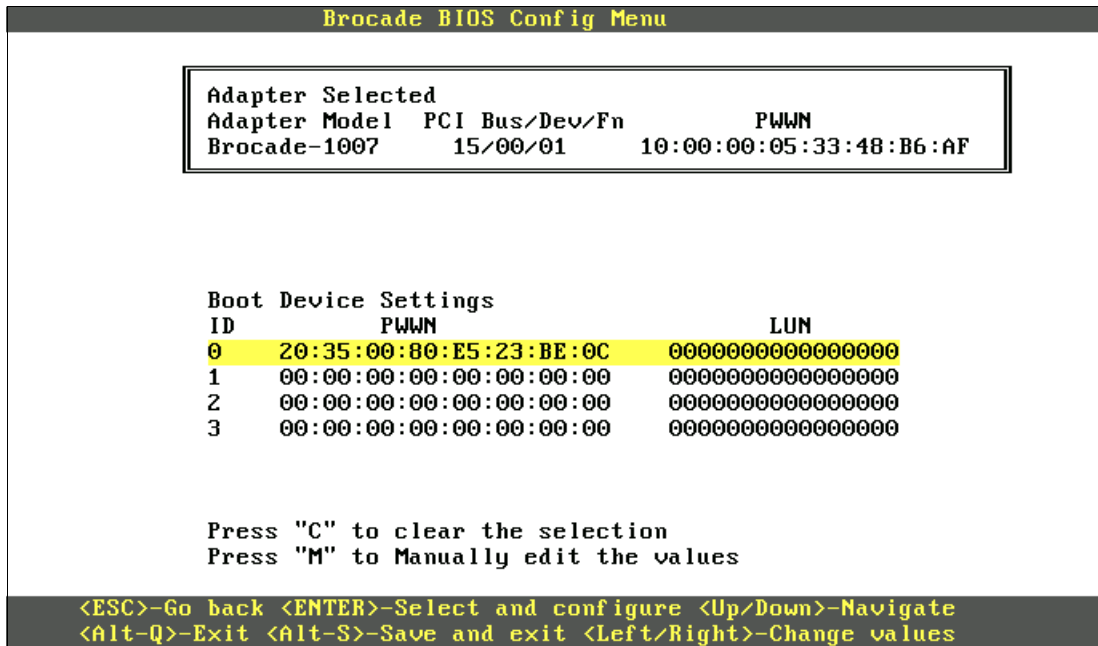 Brocade BIOS Config Menu
Adapter Selected
Adapter Model PCI Bus/Dev/Fn PWWN
Brocade-1007 15/00/01 10:00:00:05:33:48:B6:AF
Boot Device Settings
ID PWWN LUN
0 20:35:00:80:E5:23:BE:0C 0000000000000000
1 00:00:00:00:00:00:00:00 0000000000000000
2 00:00:00:00:00:00:00:00 0000000000000000
3 00:00:00:00:00:00:00:00 0000000000000000
Press "C" to clear the selection
Press "M" to Manually edit the values
<ESC>-Go back <ENTER>-Select and configure <Up/Down>-Navigate
<Alt-Q>-Exit <Alt-S>-Save and exit <Left/Right>-Change values